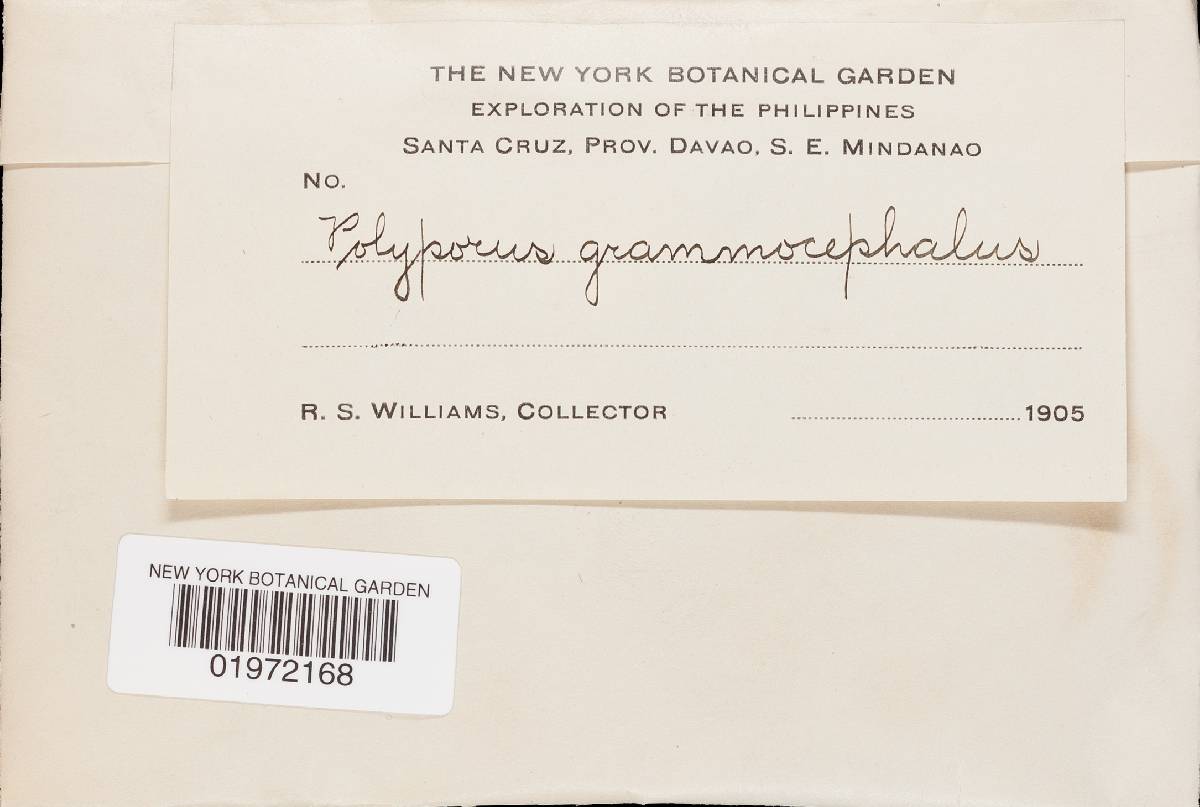 THE NEW YORK BOTANICAL GARDEN
EXPLORATION OF THE PHILIPPINES
SANTA CRUZ, PROV. DAVAO, S. E. MINDANAO
NO.
Polyporus grammocephalus
R. S. WILLIAMS, COLLECTOR 1905
NEW YORK BOTANICAL GARDEN
01972168